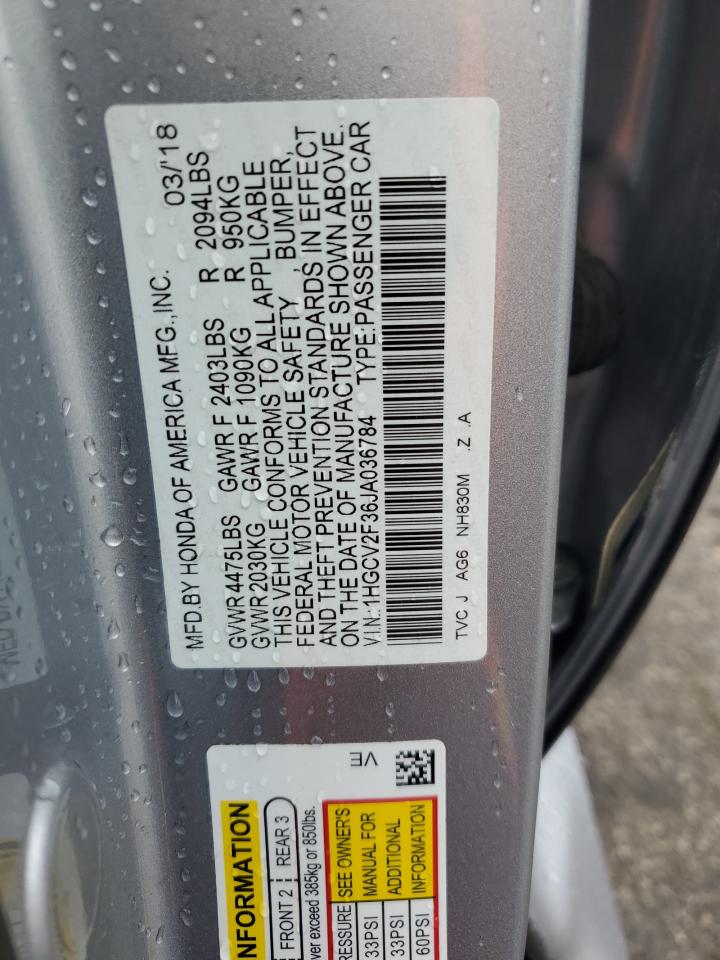 MFD.BY HONDA OF AMERICA MFG.,INC. 03/'18
GVWR 4475LBS GAWR F 2403LBS R 2094LBS
GVWR 2030KG GAWR F 1090KG R 950KG
THIS VEHICLE CONFORMS TO ALL APPLICABLE
FEDERAL MOTOR VEHICLE SAFETY , BUMPER,
AND THEFT PREVENTION STANDARDS IN EFFECT
ON THE DATE OF MANUFACTURE SHOWN ABOVE.
V.I.N.: 1HGCV2F36JA036784 TYPE:PASSENGER CAR
TVC J AG6 NH830M .Z .A
VE
NFORMATION
FRONT 2 REAR 3
ver exceed 385kg or 850lbs.
RESSURE SEE OWNER'S
33PSI MANUAL FOR
33PSI ADDITIONAL
60PSI INFORMATION